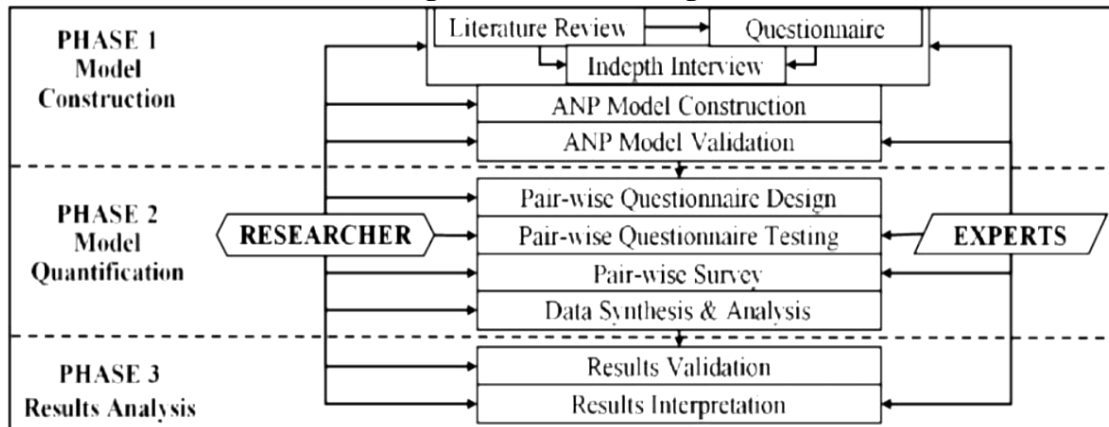 PHASE 1
Model
Construction
Literature Review
Questionnaire
Indepth Interview
ANP Model Construction
ANP Model Validation
PHASE 2
Model
Quantification
RESEARCHER
Pair-wise Questionnaire Design
Pair-wise Questionnaire Testing
Pair-wise Survey
Data Synthesis & Analysis
EXPERTS
PHASE 3
Results Analysis
Results Validation
Results Interpretation